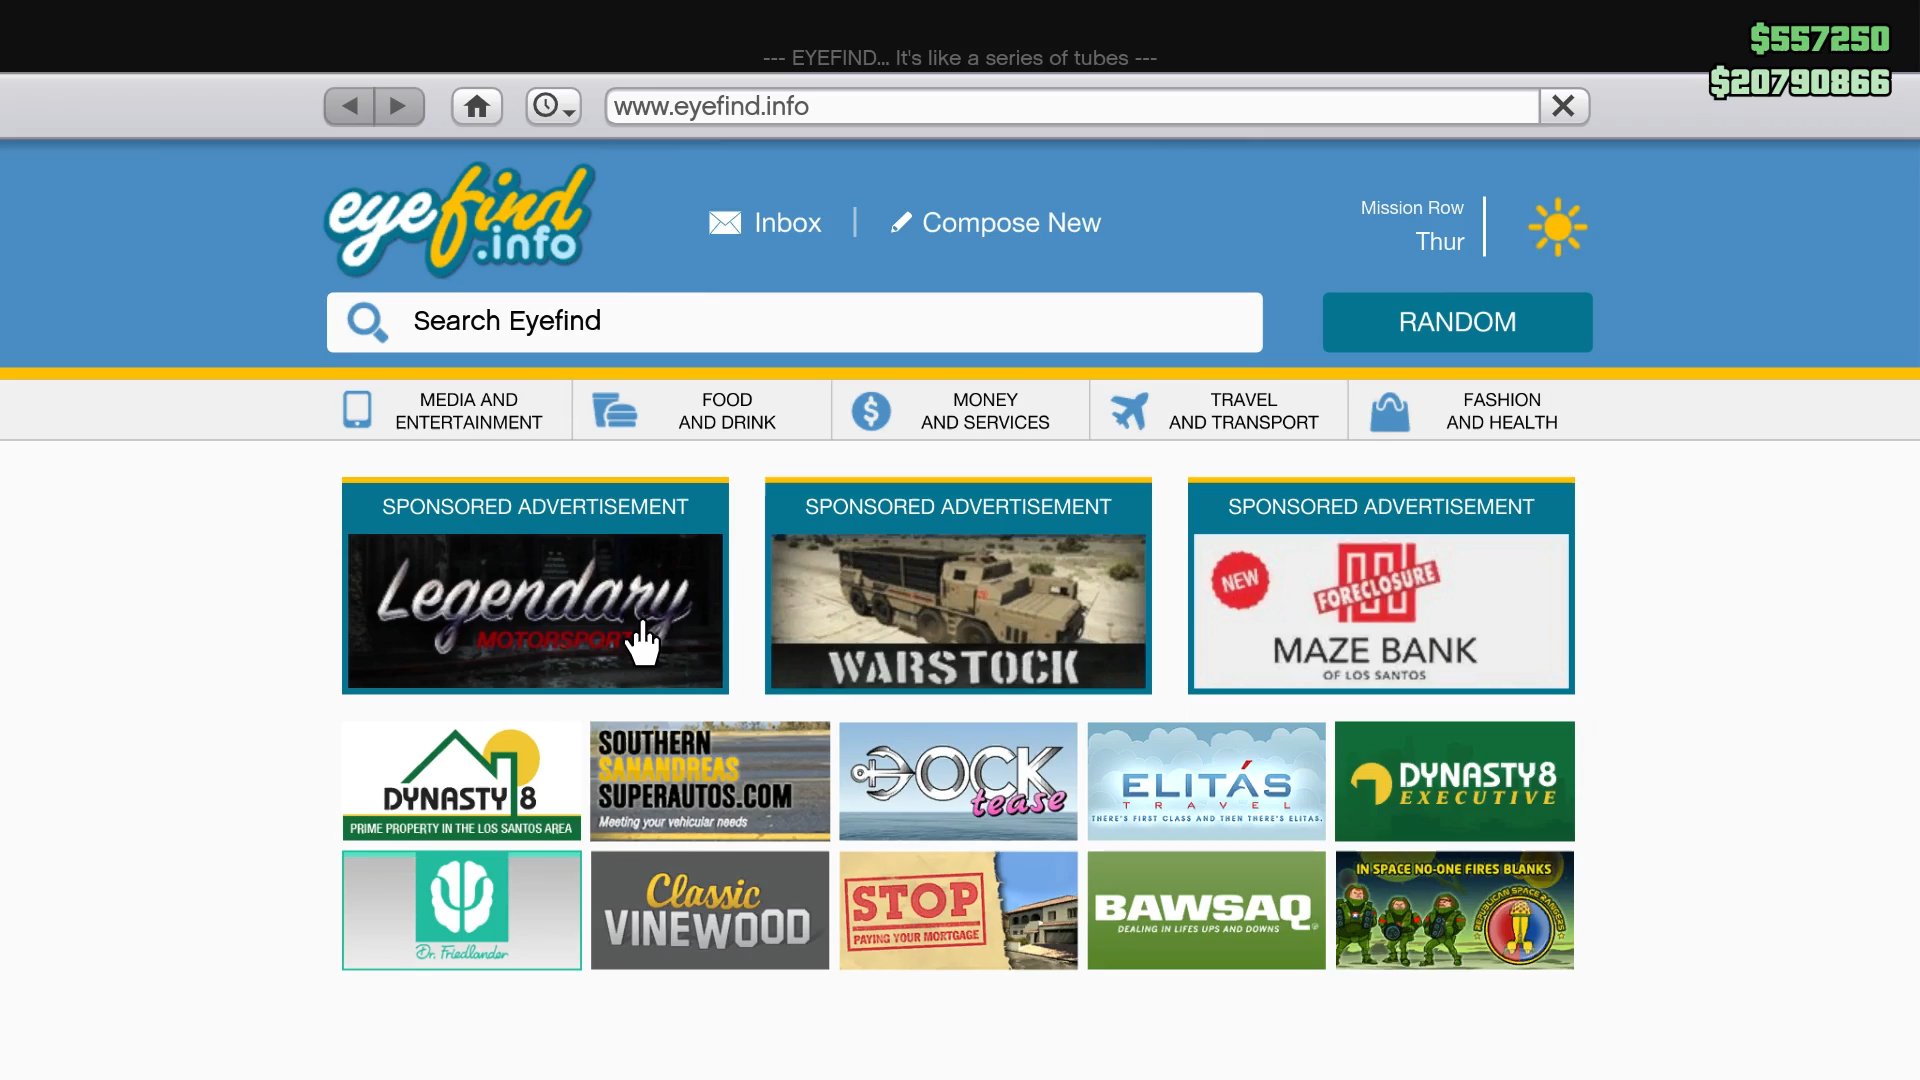 --- EYEFIND... It's like a series of tubes ---
$557250
$20790866
www.eyefind.info
eyefind
.info
Inbox
Compose New
Mission Row
Thur
Search Eyefind
RANDOM
MEDIA AND
ENTERTAINMENT
FOOD
AND DRINK
MONEY
AND SERVICES
TRAVEL
AND TRANSPORT
FASHION
AND HEALTH
SPONSORED ADVERTISEMENT
Legendary
MOTORSPORT
SPONSORED ADVERTISEMENT
WARSTOCK
SPONSORED ADVERTISEMENT
NEW
FORECLOSURE
MAZE BANK
OF LOS SANTOS
DYNASTY 8
PRIME PROPERTY IN THE LOS SANTOS AREA
SOUTHERN
SANANDREAS
SUPERAUTOS.COM
Meeting your vehicular needs
DOCK
tease
ELITÁS
TRAVEL
THERE'S FIRST CLASS AND THEN THERE'S ELITAS.
DYNASTY8
EXECUTIVE
Dr. Friedlander
Classic
VINEWOOD
STOP
PAYING YOUR MORTGAGE
BAWSAQ
DEALING IN LIFES UPS AND DOWNS
IN SPACE NO-ONE FIRES BLANKS
REPUBLICAN SPACE RANGERS